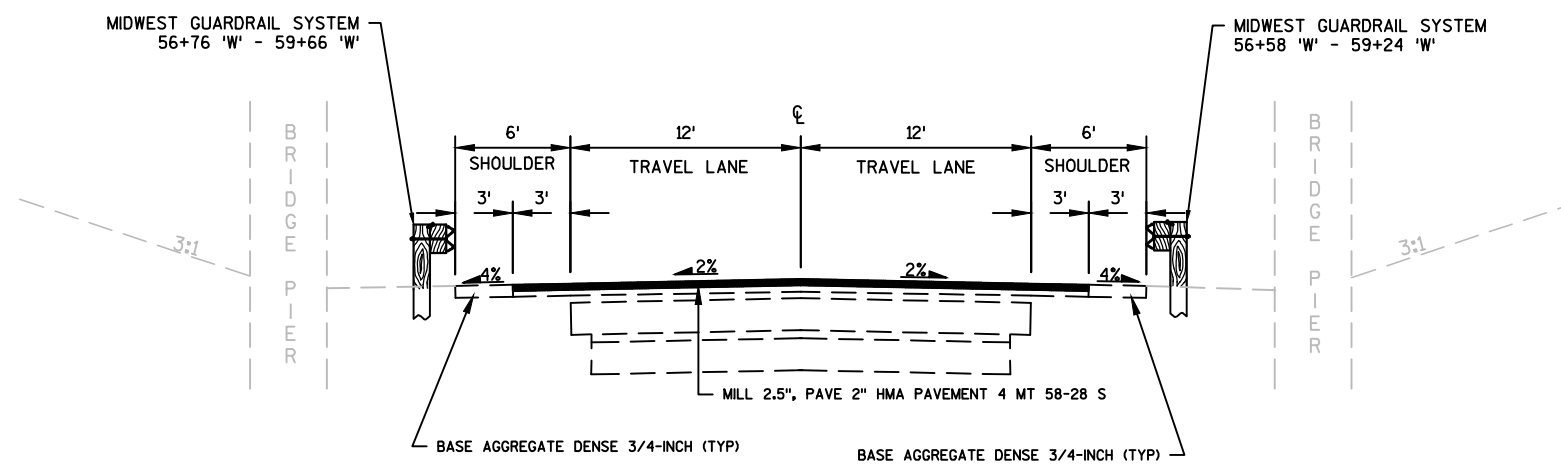 MIDWEST GUARDRAIL SYSTEM
56+76 'W' - 59+66 'W'
MIDWEST GUARDRAIL SYSTEM
56+58 'W' - 59+24 'W'
℄
6'
12'
12'
6'
SHOULDER
TRAVEL LANE
TRAVEL LANE
SHOULDER
3'
3'
3'
3'
BRIDGE PIER
BRIDGE PIER
3:1
3:1
4%
2%
2%
4%
MILL 2.5", PAVE 2" HMA PAVEMENT 4 MT 58-28 S
BASE AGGREGATE DENSE 3/4-INCH (TYP)
BASE AGGREGATE DENSE 3/4-INCH (TYP)